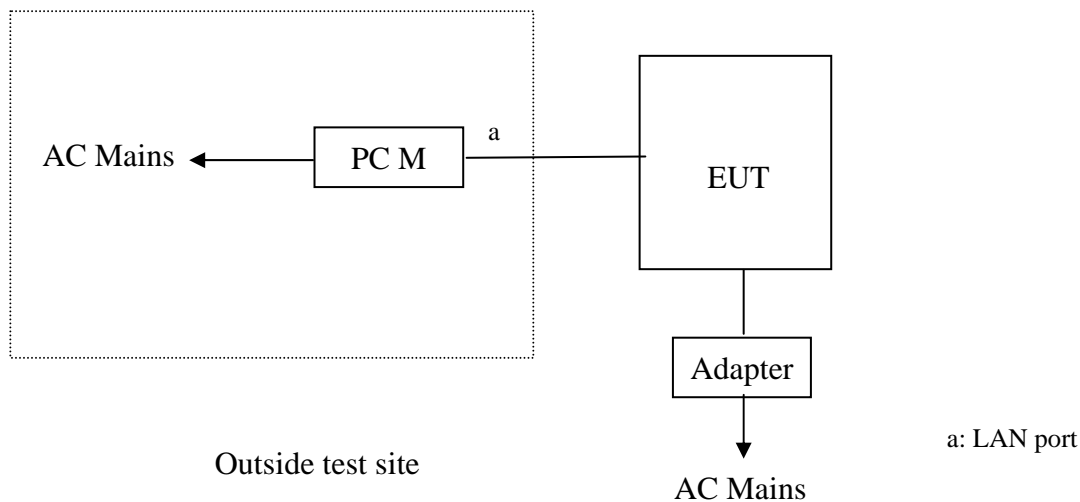 a
AC Mains
PC M
EUT
Adapter
a: LAN port
Outside test site
AC Mains